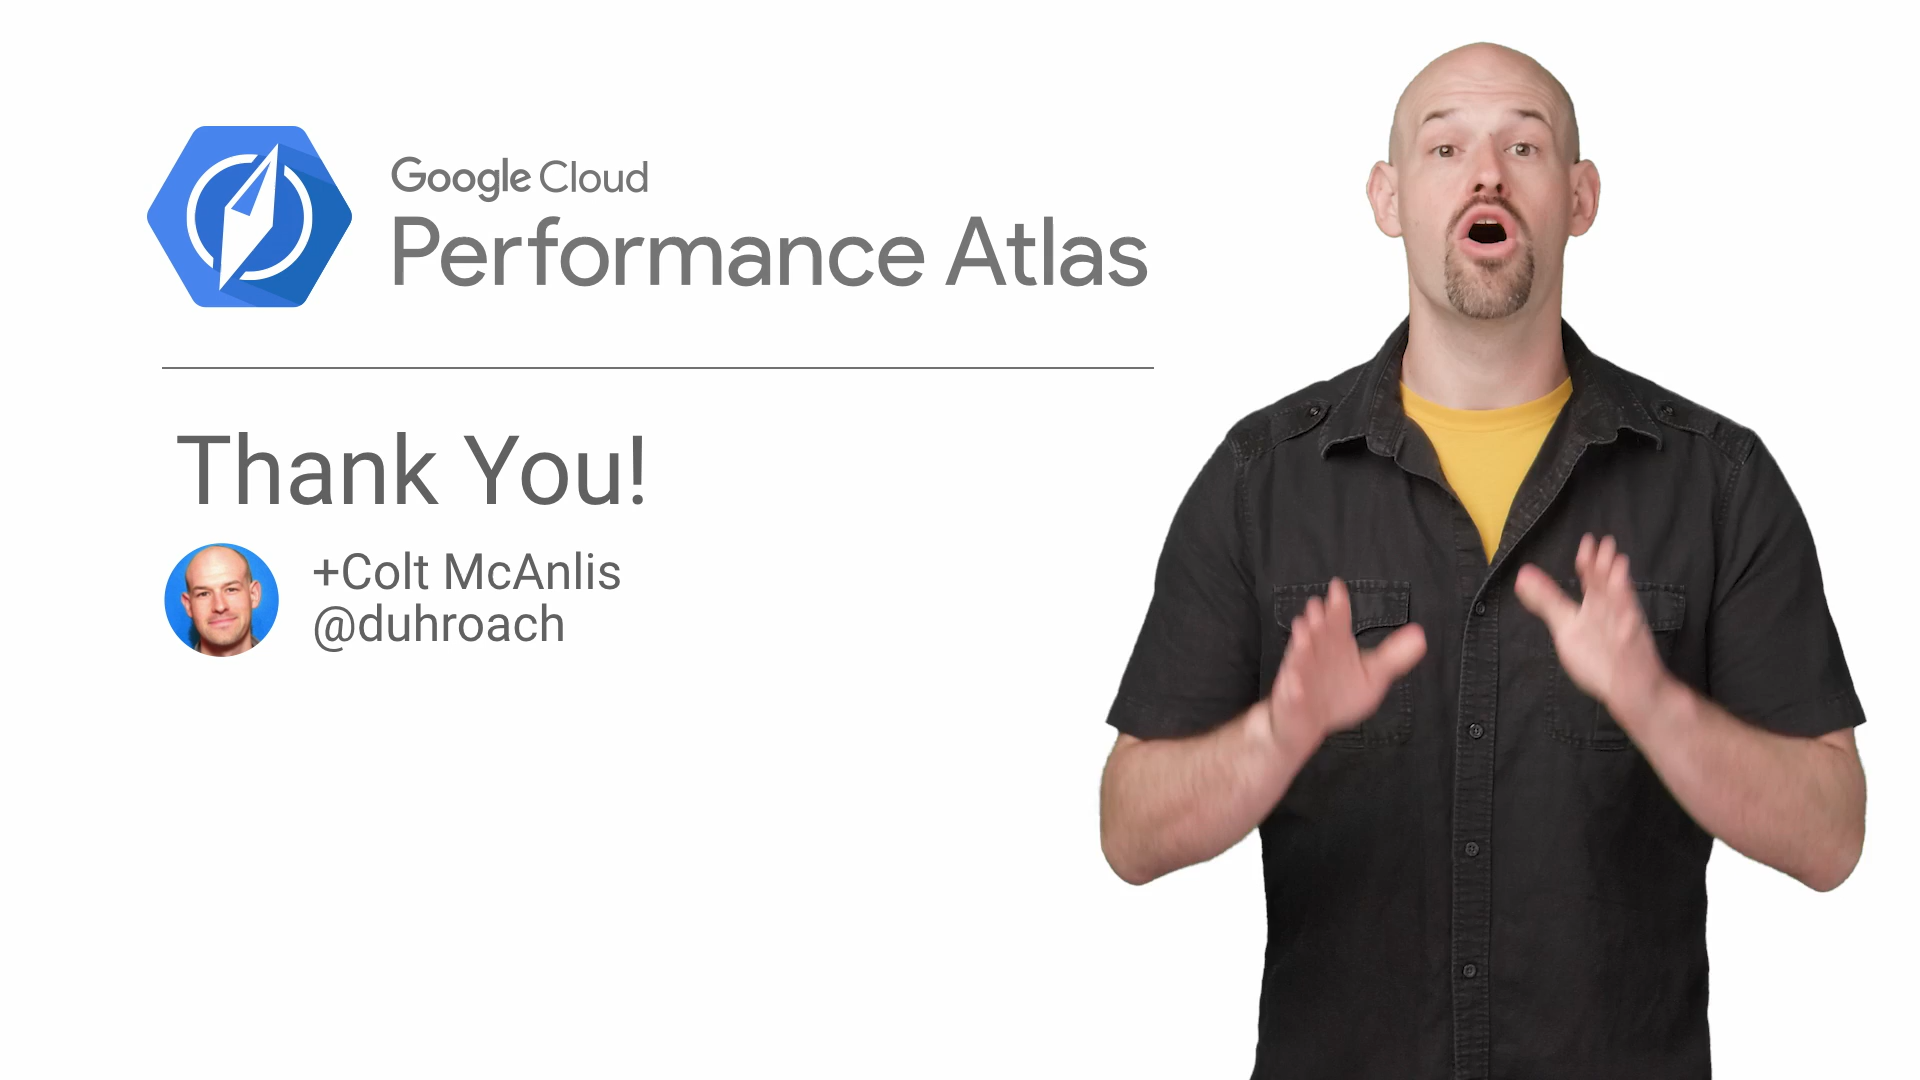 Google Cloud
Performance Atlas
Thank You!
+Colt McAnlis
@duhroach